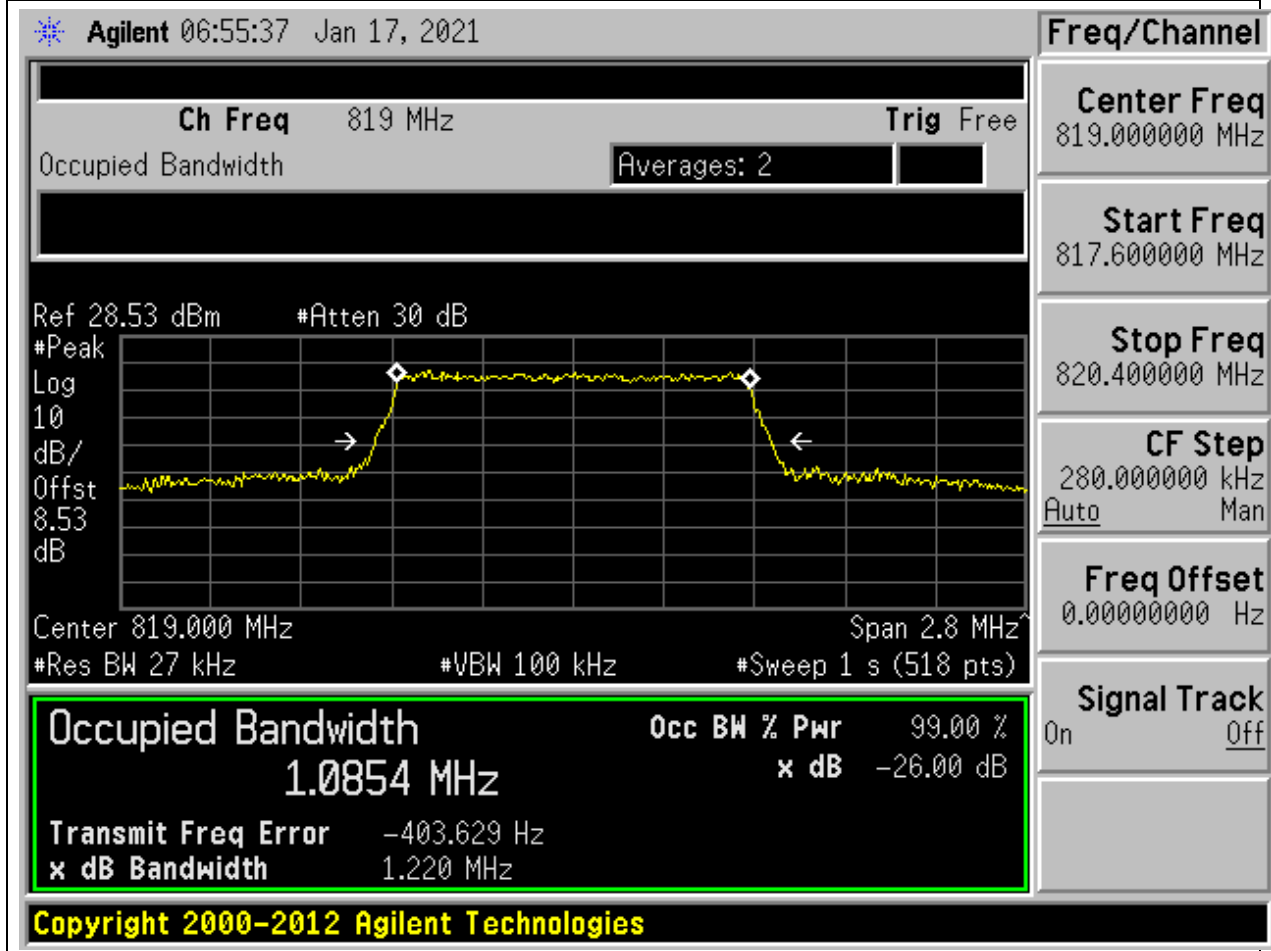 Agilent 06:55:37 Jan 17, 2021
Freq/Channel
Ch Freq 819 MHz Trig Free
Occupied Bandwidth Averages: 2
Center Freq
819.000000 MHz
Start Freq
817.600000 MHz
Stop Freq
820.400000 MHz
CF Step
280.000000 kHz
Auto Man
Freq Offset
0.00000000 Hz
Signal Track
On Off
Ref 28.53 dBm #Atten 30 dB
#Peak
Log
10
dB/
Offst
8.53
dB
Center 819.000 MHz Span 2.8 MHz^
#Res BW 27 kHz #VBW 100 kHz #Sweep 1 s (518 pts)
Occupied Bandwidth
1.0854 MHz
Occ BW % Pwr 99.00 %
x dB -26.00 dB
Transmit Freq Error -403.629 Hz
x dB Bandwidth 1.220 MHz
Copyright 2000-2012 Agilent Technologies